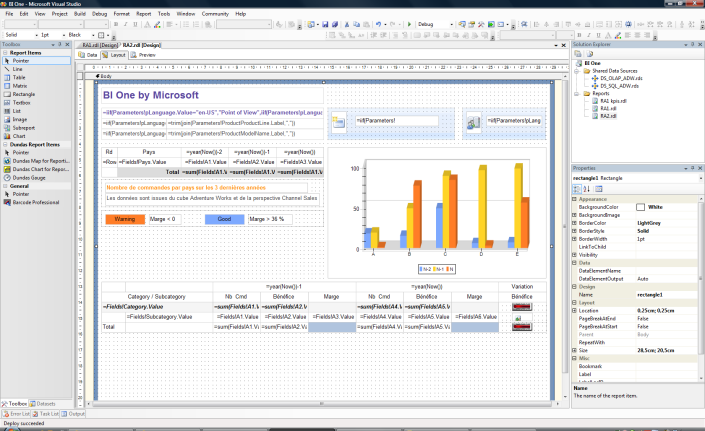 BI One - Microsoft Visual Studio
File Edit View Project Build Debug Format Report Tools Window Community Help
Debug
Solid 1pt Black
B I U
Toolbox
Report Items
Pointer
Line
Table
Matrix
Rectangle
Textbox
List
Image
Subreport
Chart
Dundas Report Items
Pointer
Dundas Map for Reporti...
Dundas Chart for Repor...
Dundas Gauge
General
Pointer
Barcode Professional
RA1.rdl [Design] RA2.rdl [Design]
Data Layout Preview
Body
BI One by Microsoft
=iif(Parameters!pLanguage.Value="en-US","Point of View",iif(Parameters!pLangua
=iif(Parameters!pLanguage =trim(join(Parameters!ProductProductLine.Label,","))
=iif(Parameters!pLanguage =trim(join(Parameters!ProductModelName.Label,","))
=iif(Parameters! =iif(Parameters!pLang
Rd Pays =year(Now())-2 =year(Now())-1 =year(Now())
=Row =Fields!Pays.Value =Fields!A1.Value =Fields!A2.Value =Fields!A3.Value
Total =sum(Fields!A1.V =sum(Fields!A1.V =sum(Fields!A1.V
Nombre de commandes par pays sur les 3 dernières années
Les données sont issues du cube Adventure Works et de la perspective Channel Sales
Warning Marge < 0 Good Marge > 36 %
100
50
0
A B C D E
N-2 N-1 N
=year(Now())-1 =year(Now()) Variation
Category / Subcategory Nb Cmd Bénéfice Marge Nb Cmd Bénéfice Marge Bénéfice
=Fields!Category.Value =sum(Fields!A1.V =sum(Fields!A2.V =sum(Fields!A4.V =sum(Fields!A5.V
=Fields!Subcategory.Value =Fields!A1.Value =Fields!A2.Value =Fields!A3.Value =Fields!A4.Value =Fields!A5.Value =Fields!A6.Value
Total =sum(Fields!A1.V =sum(Fields!A2.V =sum(Fields!A4.V =sum(Fields!A5.V
Solution Explorer
BI One
Shared Data Sources
DS_OLAP_ADW.rds
DS_SQL_ADW.rds
Reports
RA1 kpis.rdl
RA1.rdl
RA2.rdl
Properties
rectangle1 Rectangle
Appearance
BackgroundColor White
BackgroundImage
BorderColor LightGrey
BorderStyle Solid
BorderWidth 1pt
LinkToChild
Visibility
Data
DataElementName
DataElementOutput Auto
Design
Name rectangle1
Layout
Location 0,25cm; 0,25cm
PageBreakAtEnd False
PageBreakAtStart False
Parent Body
RepeatWith
Size 28,5cm; 20,5cm
Misc
Bookmark
Label
Name
The name of the report item.
Toolbox Datasets
Error List Task List Output
Deploy succeeded